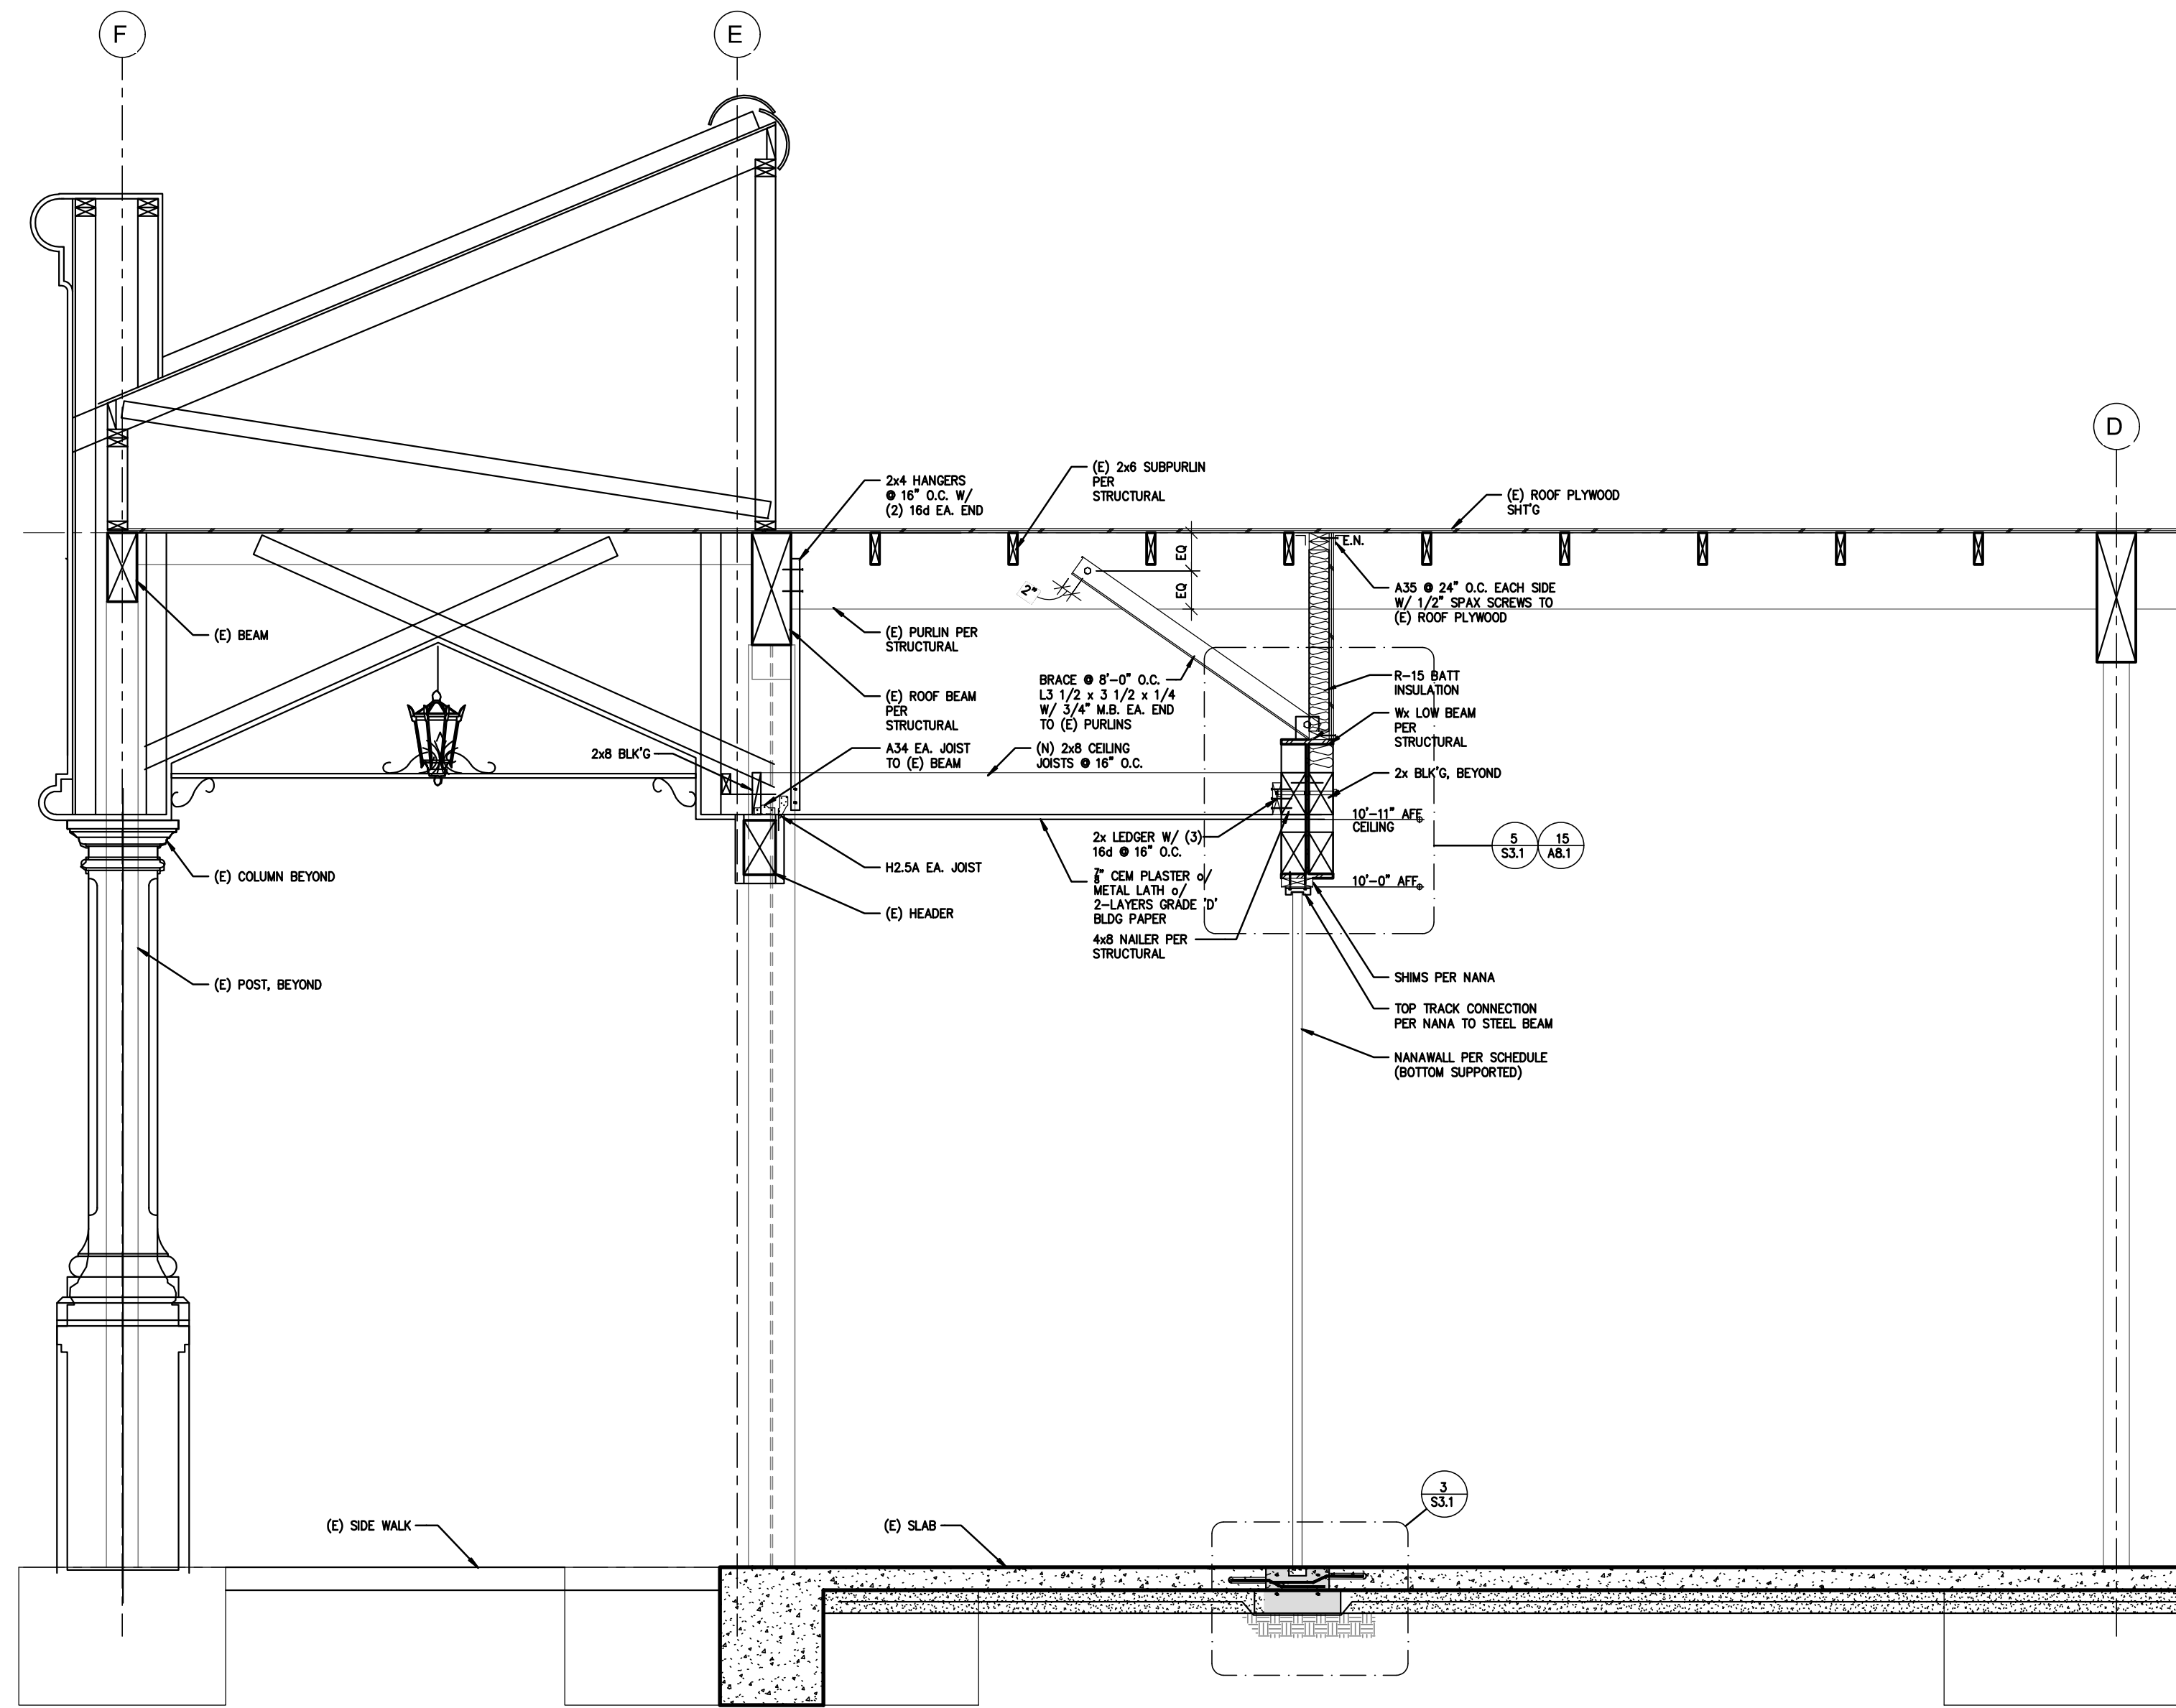 F
E
D
2x4 HANGERS
@ 16" O.C. W/
(2) 16d EA. END
(E) 2x6 SUBPURLIN
PER
STRUCTURAL
(E) ROOF PLYWOOD
SHT'G
E.N.
EQ
EQ
2"
A35 @ 24" O.C. EACH SIDE
W/ 1/2" SPAX SCREWS TO
(E) ROOF PLYWOOD
(E) BEAM
(E) PURLIN PER
STRUCTURAL
BRACE @ 8'-0" O.C.
L3 1/2 x 3 1/2 x 1/4
W/ 3/4" M.B. EA. END
TO (E) PURLINS
R-15 BATT
INSULATION
(E) ROOF BEAM
PER
STRUCTURAL
Wx LOW BEAM
PER
STRUCTURAL
2x8 BLK'G
A34 EA. JOIST
TO (E) BEAM
(N) 2x8 CEILING
JOISTS @ 16" O.C.
2x BLK'G, BEYOND
10'-11" AFF
CEILING
2x LEDGER W/ (3)
16d @ 16" O.C.
5
S3.1
15
A8.1
H2.5A EA. JOIST
(E) COLUMN BEYOND
7/8" CEM PLASTER o/
METAL LATH o/
2-LAYERS GRADE 'D'
BLDG PAPER
10'-0" AFF
(E) HEADER
4x8 NAILER PER
STRUCTURAL
(E) POST, BEYOND
SHIMS PER NANA
TOP TRACK CONNECTION
PER NANA TO STEEL BEAM
NANAWALL PER SCHEDULE
(BOTTOM SUPPORTED)
3
S3.1
(E) SIDE WALK
(E) SLAB